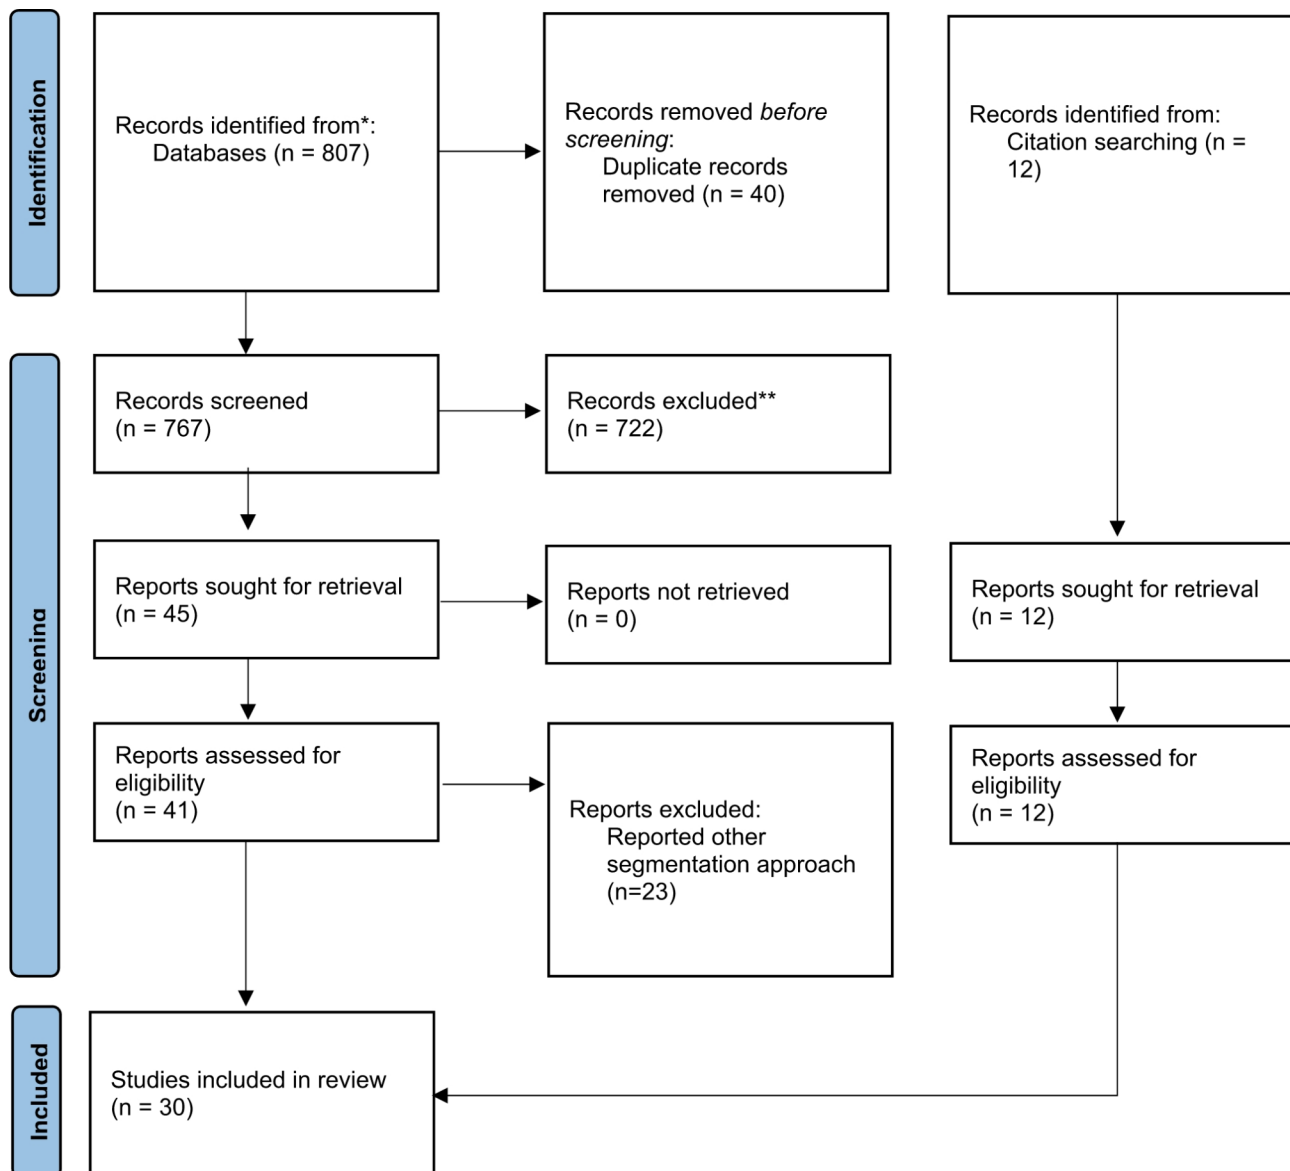 Identification
Records identified from*:
Databases (n = 807)
Records removed before
screening:
Duplicate records
removed (n = 40)
Records identified from:
Citation searching (n =
12)
Screening
Records screened
(n = 767)
Records excluded**
(n = 722)
Reports sought for retrieval
(n = 45)
Reports not retrieved
(n = 0)
Reports sought for retrieval
(n = 12)
Reports assessed for
eligibility
(n = 41)
Reports excluded:
Reported other
segmentation approach
(n=23)
Reports assessed for
eligibility
(n = 12)
Included
Studies included in review
(n = 30)